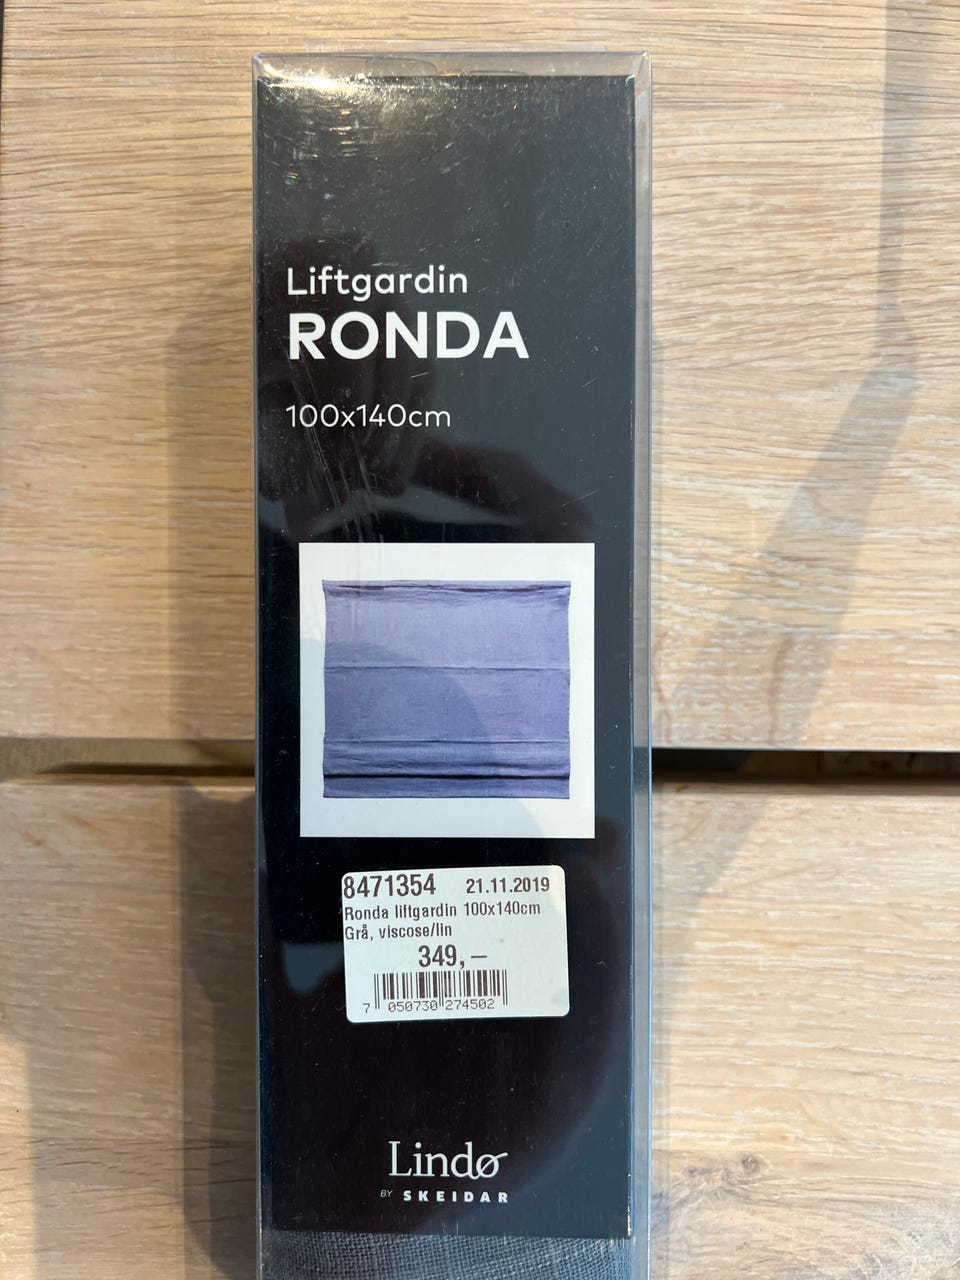 Liftgardin
RONDA
100x140cm
8471354 21.11.2019
Ronda liftgardin 100x140cm
Grå, viscose/lin
349,–
7 050730 274502
Lindø
BY SKEIDAR